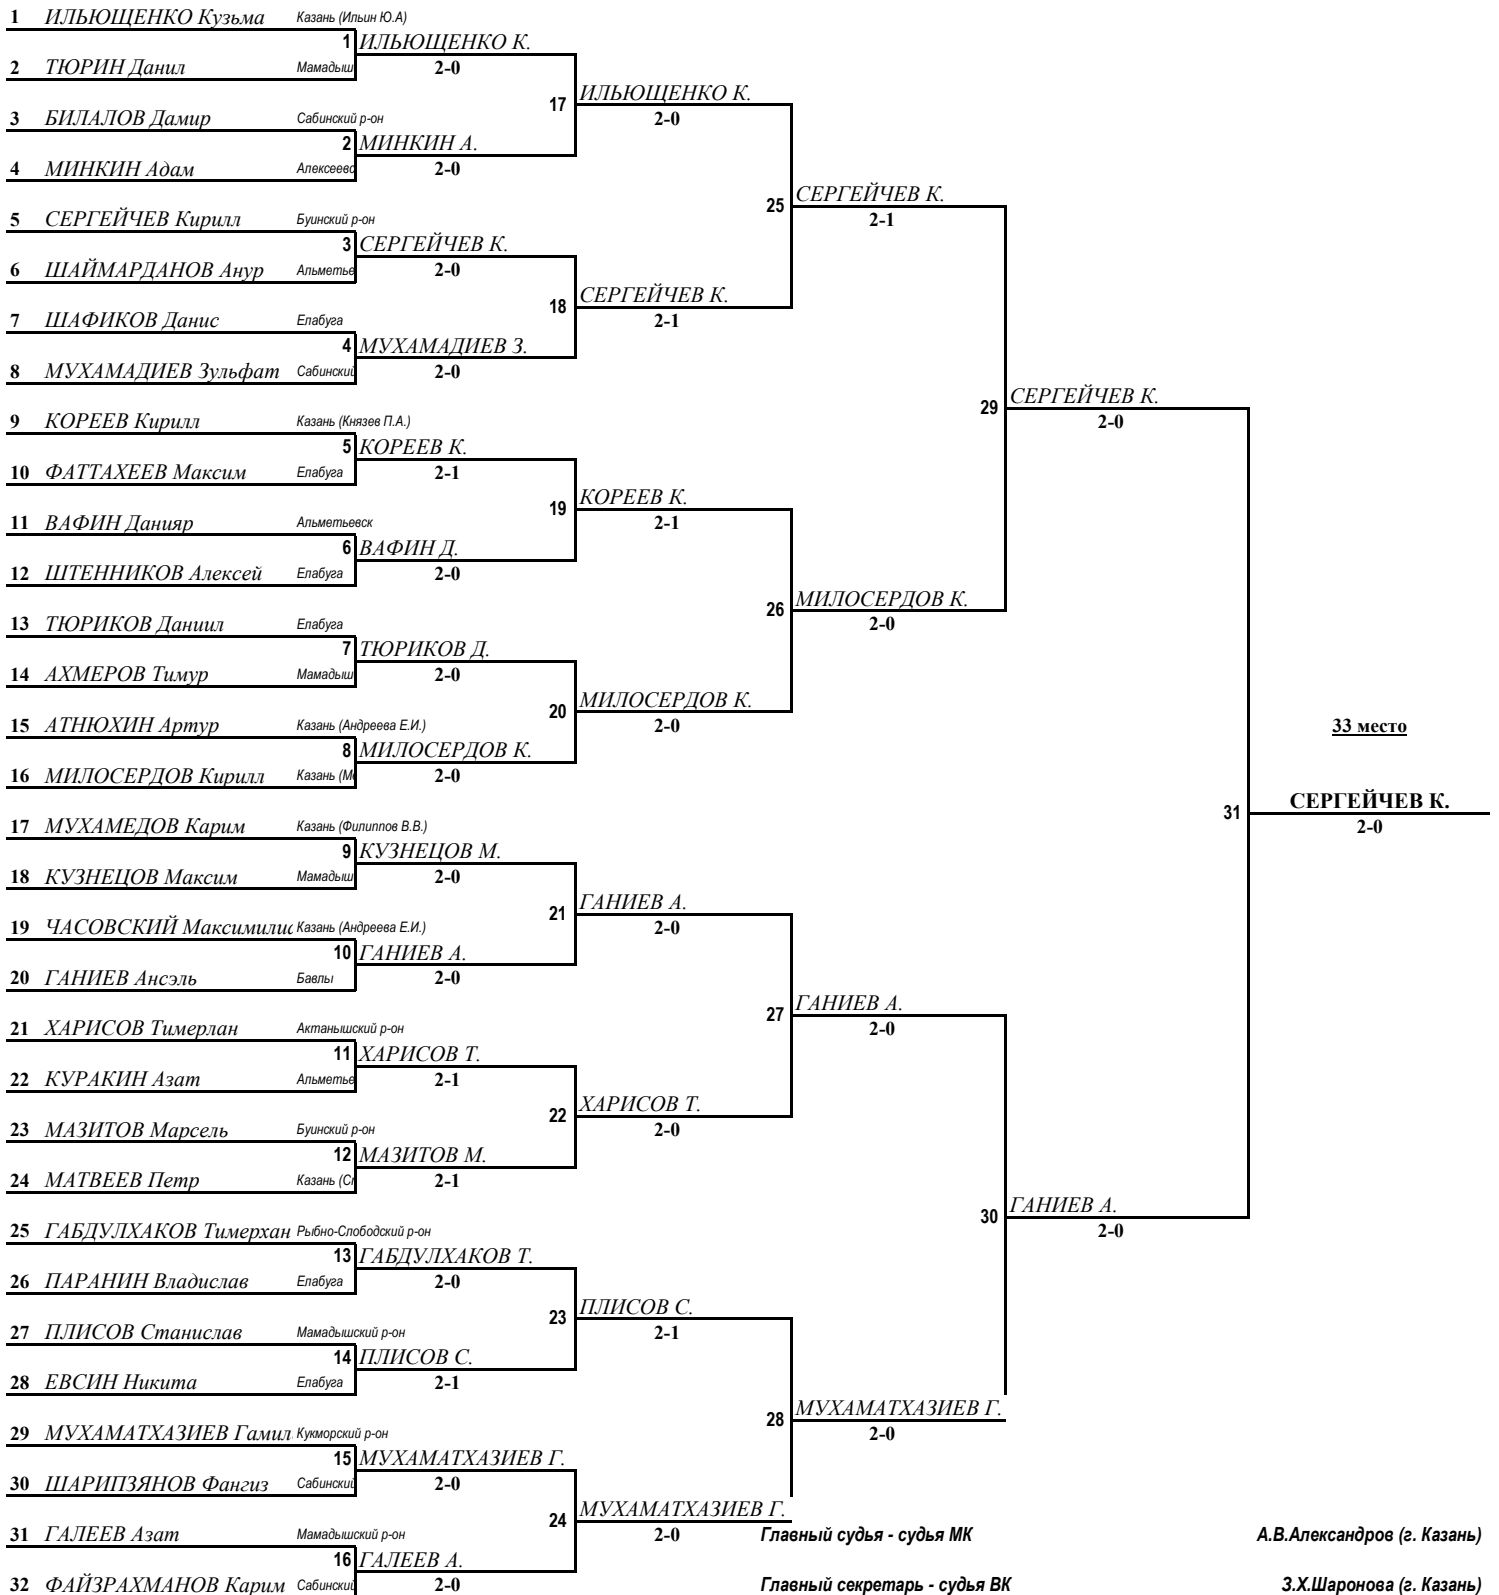 1 ИЛЬЮЩЕНКО Кузьма Казань (Ильин Ю.А)
1 ИЛЬЮЩЕНКО К.
2 ТЮРИН Данил Мамадыш 2-0
17 ИЛЬЮЩЕНКО К.
3 БИЛАЛОВ Дамир Сабинский р-он 2-0
2 МИНКИН А.
4 МИНКИН Адам Алексеевс 2-0
25 СЕРГЕЙЧЕВ К.
5 СЕРГЕЙЧЕВ Кирилл Буинский р-он 2-1
3 СЕРГЕЙЧЕВ К.
6 ШАЙМАРДАНОВ Анур Альметье 2-0
18 СЕРГЕЙЧЕВ К.
7 ШАФИКОВ Данис Елабуга 2-1
4 МУХАМАДИЕВ З.
8 МУХАМАДИЕВ Зульфат Сабинский 2-0
29 СЕРГЕЙЧЕВ К.
9 КОРЕЕВ Кирилл Казань (Князев П.А.) 2-0
5 КОРЕЕВ К.
10 ФАТТАХЕЕВ Максим Елабуга 2-1
19 КОРЕЕВ К.
11 ВАФИН Данияр Альметьевск 2-1
6 ВАФИН Д.
12 ШТЕННИКОВ Алексей Елабуга 2-0
26 МИЛОСЕРДОВ К.
13 ТЮРИКОВ Даниил Елабуга 2-0
7 ТЮРИКОВ Д.
14 АХМЕРОВ Тимур Мамадыш 2-0
20 МИЛОСЕРДОВ К.
15 АТНЮХИН Артур Казань (Андреева Е.И.) 2-0 33 место
8 МИЛОСЕРДОВ К.
16 МИЛОСЕРДОВ Кирилл Казань (Ме 2-0
31 СЕРГЕЙЧЕВ К.
17 МУХАМЕДОВ Карим Казань (Филиппов В.В.) 2-0
9 КУЗНЕЦОВ М.
18 КУЗНЕЦОВ Максим Мамадыш 2-0
21 ГАНИЕВ А.
19 ЧАСОВСКИЙ Максимилис Казань (Андреева Е.И.) 2-0
10 ГАНИЕВ А.
20 ГАНИЕВ Ансэль Бавлы 2-0
27 ГАНИЕВ А.
21 ХАРИСОВ Тимерлан Актанышский р-он 2-0
11 ХАРИСОВ Т.
22 КУРАКИН Азат Альметье 2-1
22 ХАРИСОВ Т.
23 МАЗИТОВ Марсель Буинский р-он 2-0
12 МАЗИТОВ М.
24 МАТВЕЕВ Петр Казань (Сп 2-1
30 ГАНИЕВ А.
25 ГАБДУЛХАКОВ Тимерхан Рыбно-Слободский р-он 2-0
13 ГАБДУЛХАКОВ Т.
26 ПАРАНИН Владислав Елабуга 2-0
23 ПЛИСОВ С.
27 ПЛИСОВ Станислав Мамадышский р-он 2-1
14 ПЛИСОВ С.
28 ЕВСИН Никита Елабуга 2-1
28 МУХАМАТХАЗИЕВ Г.
29 МУХАМАТХАЗИЕВ Гамил Кукморский р-он 2-0
15 МУХАМАТХАЗИЕВ Г.
30 ШАРИПЗЯНОВ Фангиз Сабинский 2-0
24 МУХАМАТХАЗИЕВ Г.
31 ГАЛЕЕВ Азат Мамадышский р-он 2-0 Главный судья - судья МК А.В.Александров (г. Казань)
16 ГАЛЕЕВ А.
32 ФАЙЗРАХМАНОВ Карим Сабинский 2-0 Главный секретарь - судья ВК З.Х.Шаронова (г. Казань)